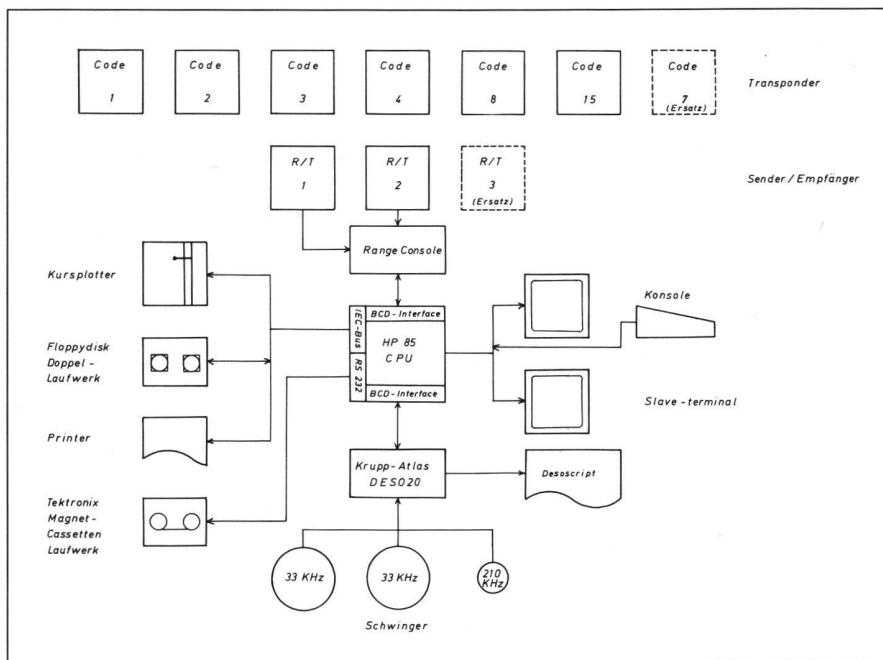 Code
1
Code
2
Code
3
Code
4
Code
8
Code
15
Code
7
(Ersatz)
Transponder
R/T
1
R/T
2
R/T
3
(Ersatz)
Sender / Empfänger
Range Console
Kursplotter
IEC-Bus
BCD-Interface
HP 85
CPU
RS 232
BCD-Interface
Konsole
Floppydisk
Doppel-
Laufwerk
Slave-terminal
Printer
Krupp-Atlas
DESO20
Desoscript
Tektronix
Magnet-
Cassetten
Laufwerk
33 KHz
33 KHz
210
KHz
Schwinger